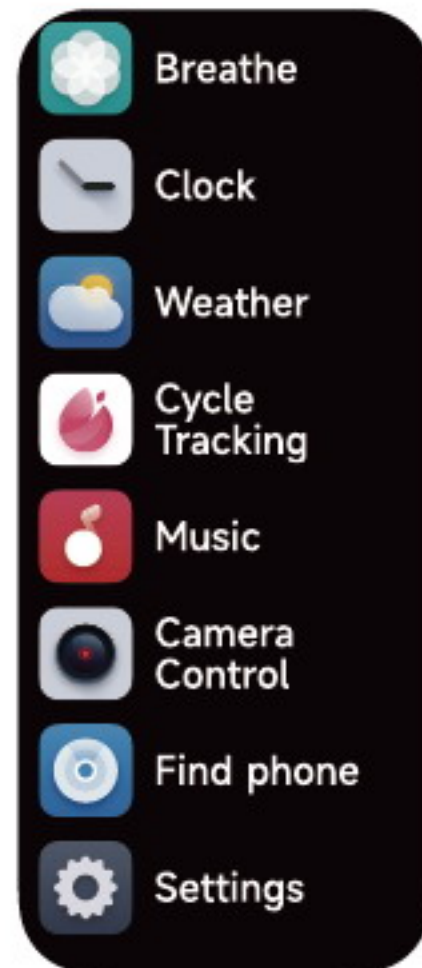 Breathe
Clock
Weather
Cycle
Tracking
Music
Camera
Control
Find phone
Settings